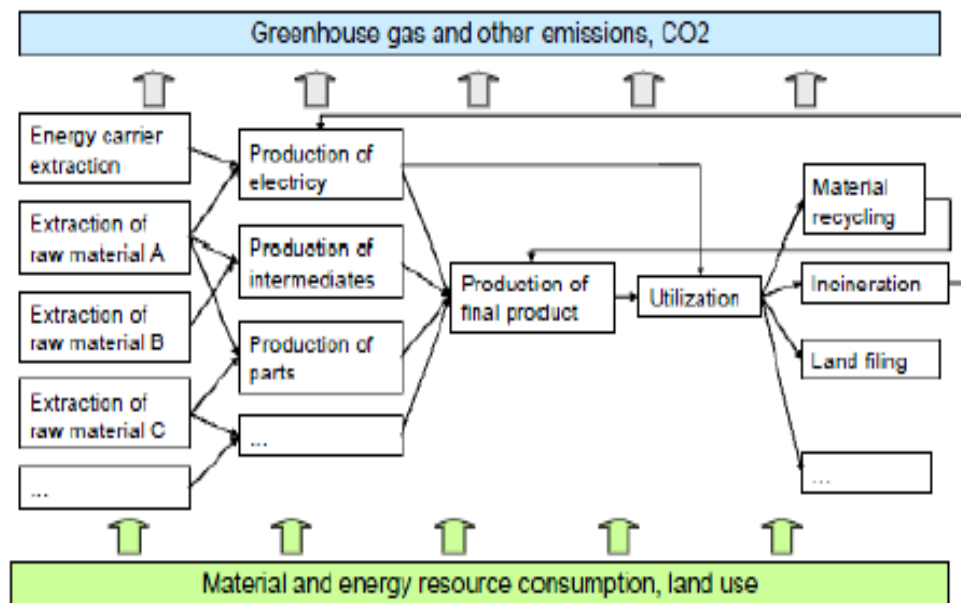 Greenhouse gas and other emissions, CO2
Energy carrier
extraction
Extraction of
raw material A
Extraction of
raw material B
Extraction of
raw material C
...
Production of
electricy
Production of
intermediates
Production of
parts
...
Production of
final product
Utilization
Material
recycling
Incineration
Land filing
...
Material and energy resource consumption, land use